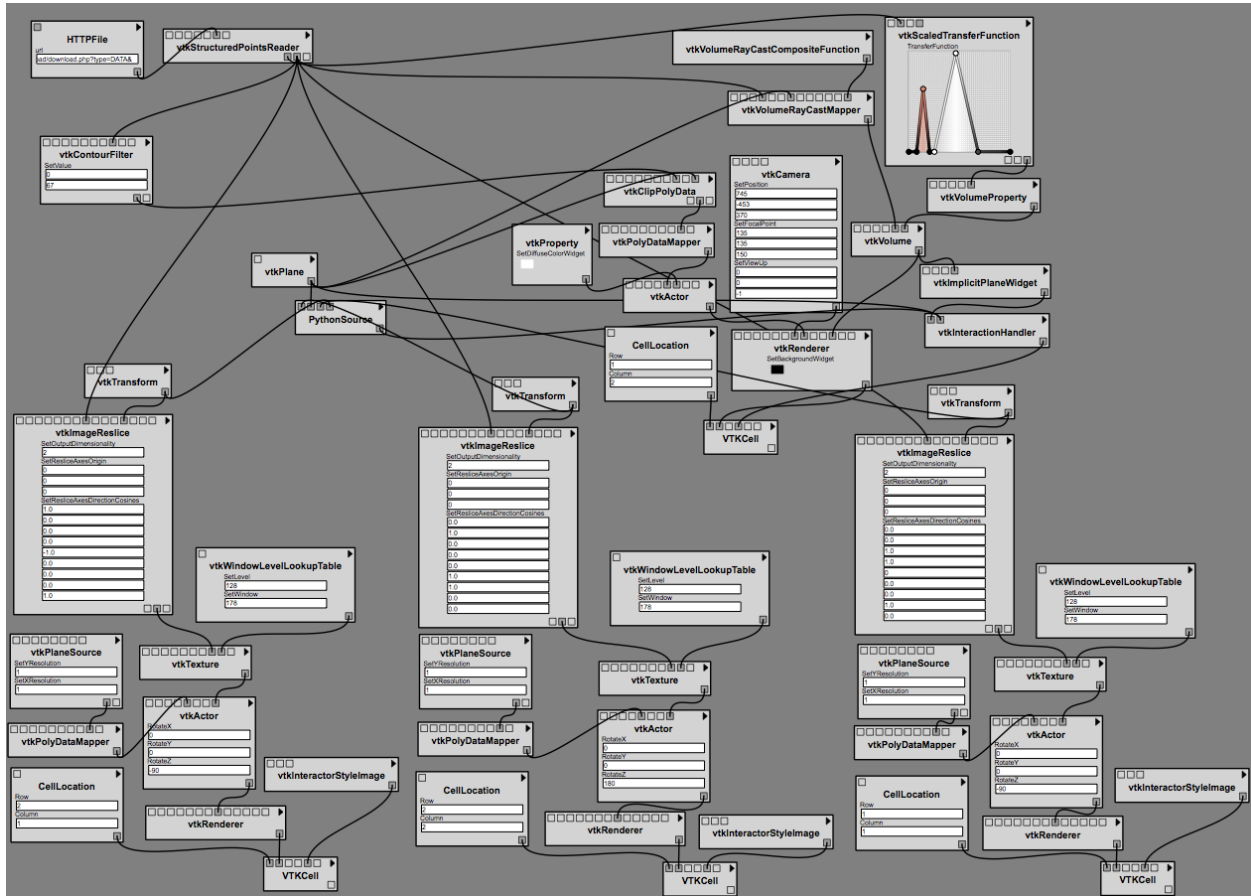 HTTPFile
url
ad/download.php?type=DATA&
vtkStructuredPointsReader
vtkVolumeRayCastCompositeFunction
vtkScaledTransferFunction
TransferFunction
vtkVolumeRayCastMapper
vtkContourFilter
SetValue
0
67
vtkClipPolyData
vtkCamera
SetPosition
745
-453
370
SetFocalPoint
135
135
150
SetViewUp
0
0
-1
vtkVolumeProperty
vtkProperty
SetDiffuseColorWidget
vtkPolyDataMapper
vtkVolume
vtkPlane
vtkActor
vtkImplicitPlaneWidget
PythonSource
vtkInteractionHandler
CellLocation
Row
1
Column
2
vtkRenderer
SetBackgroundWidget
VTKCell
vtkTransform
vtkImageReslice
SetOutputDimensionality
2
SetResliceAxesOrigin
0
0
0
SetResliceAxesDirectionCosines
1.0
0.0
0.0
0.0
-1.0
0.0
0.0
0.0
1.0
vtkWindowLevelLookupTable
SetLevel
128
SetWindow
178
vtkPlaneSource
SetYResolution
1
SetXResolution
1
vtkTexture
vtkPolyDataMapper
vtkActor
RotateX
0
RotateY
0
RotateZ
-90
CellLocation
Row
2
Column
1
vtkInteractorStyleImage
vtkRenderer
VTKCell
vtkTransform
vtkImageReslice
SetOutputDimensionality
2
SetResliceAxesOrigin
0
0
0
SetResliceAxesDirectionCosines
0.0
1.0
0.0
0.0
0.0
1.0
1.0
0.0
0.0
vtkWindowLevelLookupTable
SetLevel
128
SetWindow
178
vtkPlaneSource
SetYResolution
1
SetXResolution
1
vtkTexture
vtkPolyDataMapper
vtkActor
RotateX
0
RotateY
0
RotateZ
180
CellLocation
Row
2
Column
2
vtkInteractorStyleImage
vtkRenderer
VTKCell
vtkTransform
vtkImageReslice
SetOutputDimensionality
2
SetResliceAxesOrigin
0
0
0
SetResliceAxesDirectionCosines
0.0
0.0
1.0
1.0
0
0.0
0.0
1.0
0.0
vtkWindowLevelLookupTable
SetLevel
128
SetWindow
178
vtkPlaneSource
SetYResolution
1
SetXResolution
1
vtkTexture
vtkPolyDataMapper
vtkActor
RotateX
0
RotateY
0
RotateZ
-90
CellLocation
Row
1
Column
1
vtkInteractorStyleImage
vtkRenderer
VTKCell